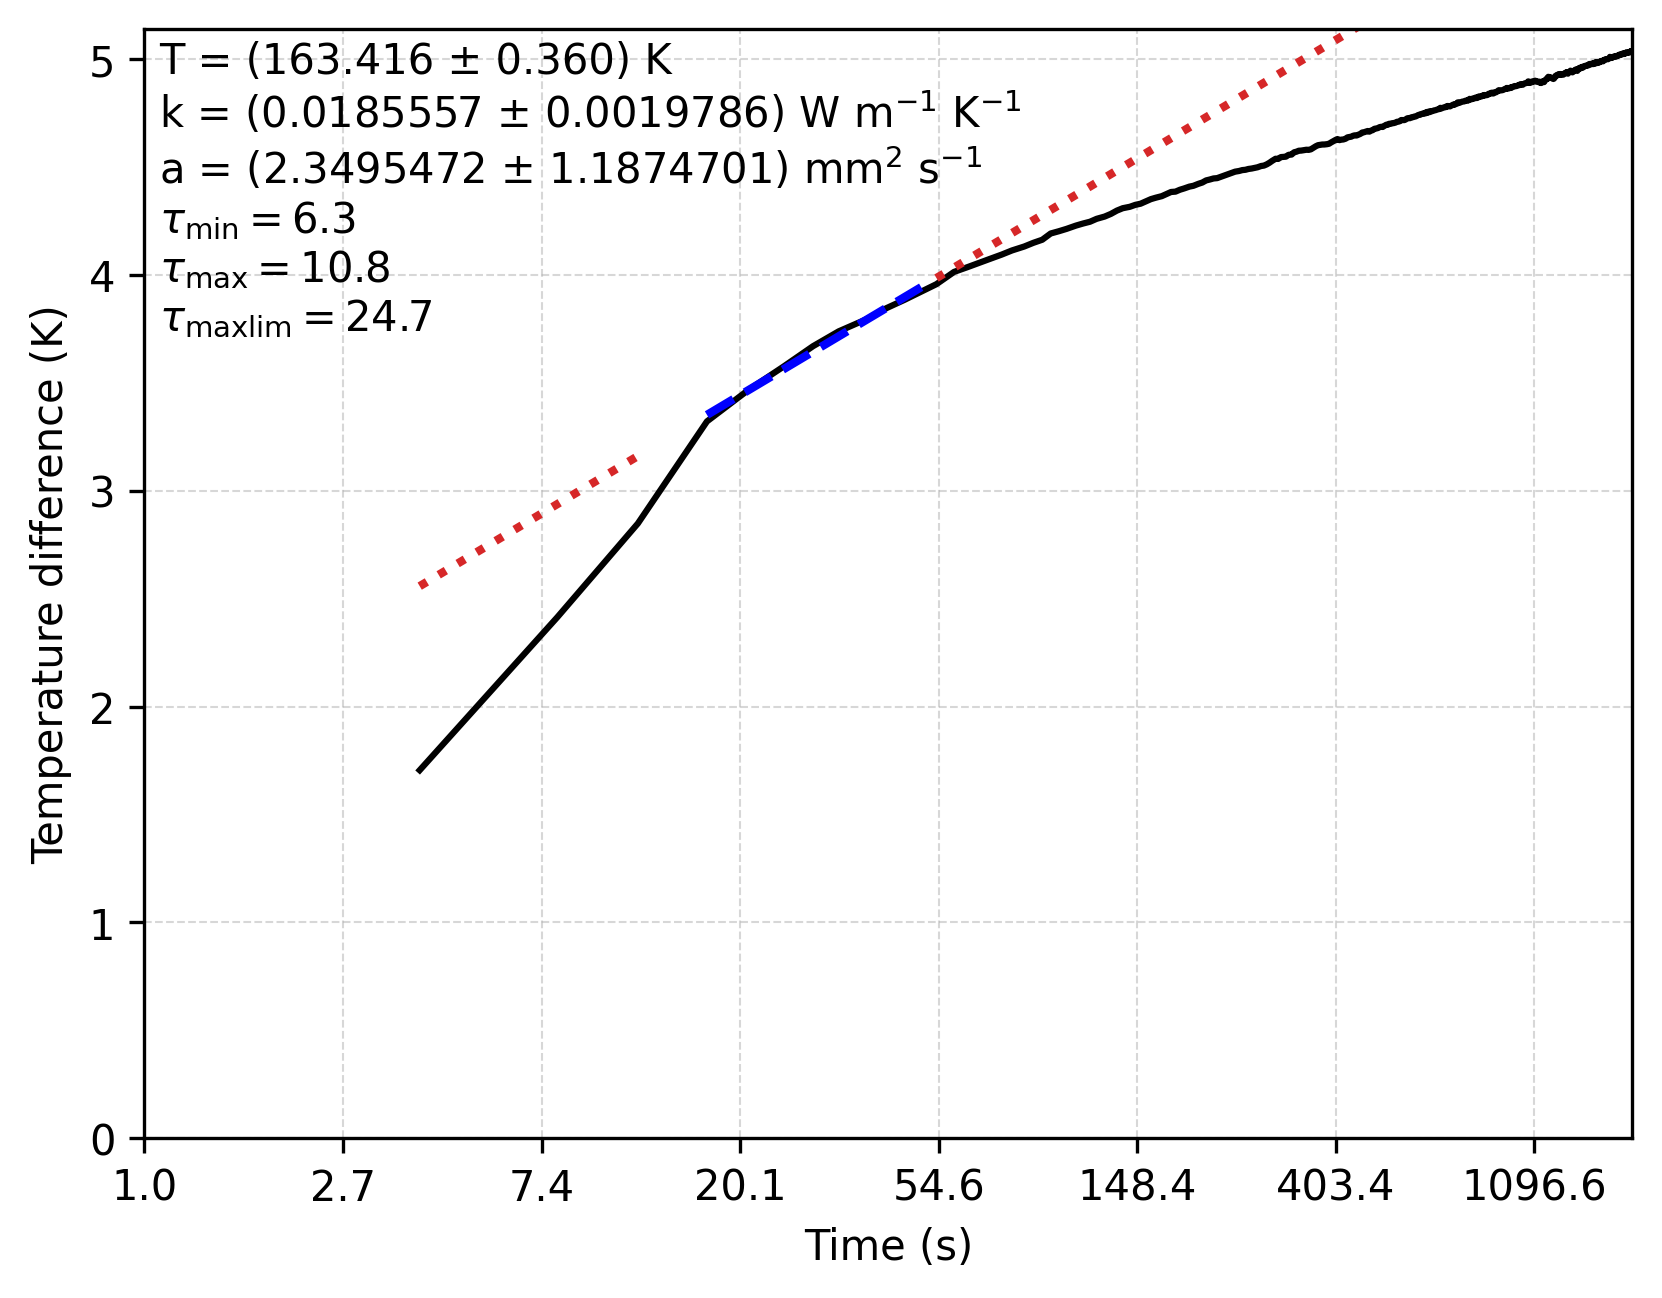 T = (163.416 ± 0.360) K
k = (0.0185557 ± 0.0019786) W m⁻¹ K⁻¹
a = (2.3495472 ± 1.1874701) mm² s⁻¹
τmin = 6.3
τmax = 10.8
τmaxlim = 24.7
5
4
3
2
1
0
Temperature difference (K)
1.0 2.7 7.4 20.1 54.6 148.4 403.4 1096.6
Time (s)